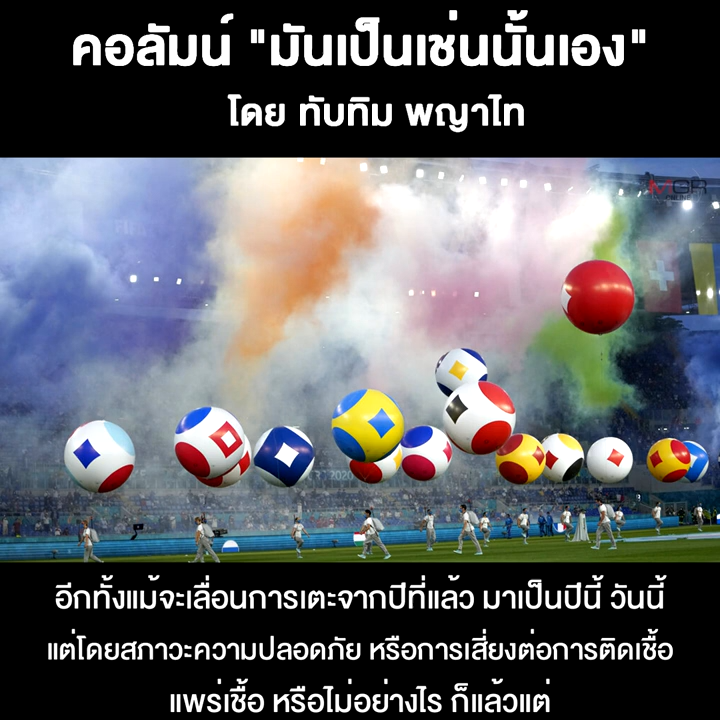 คอลัมน์ "มันเป็นเช่นนั้นเอง"
โดย ทับทิม พญาไท
MGR
ONLINE
2020
อีกทั้งแม้จะเลื่อนการเตะจากปีที่แล้ว มาเป็นปีนี้ วันนี้
แต่โดยสภาวะความปลอดภัย หรือการเสี่ยงต่อการติดเชื้อ
แพร่เชื้อ หรือไม่อย่างไร ก็แล้วแต่